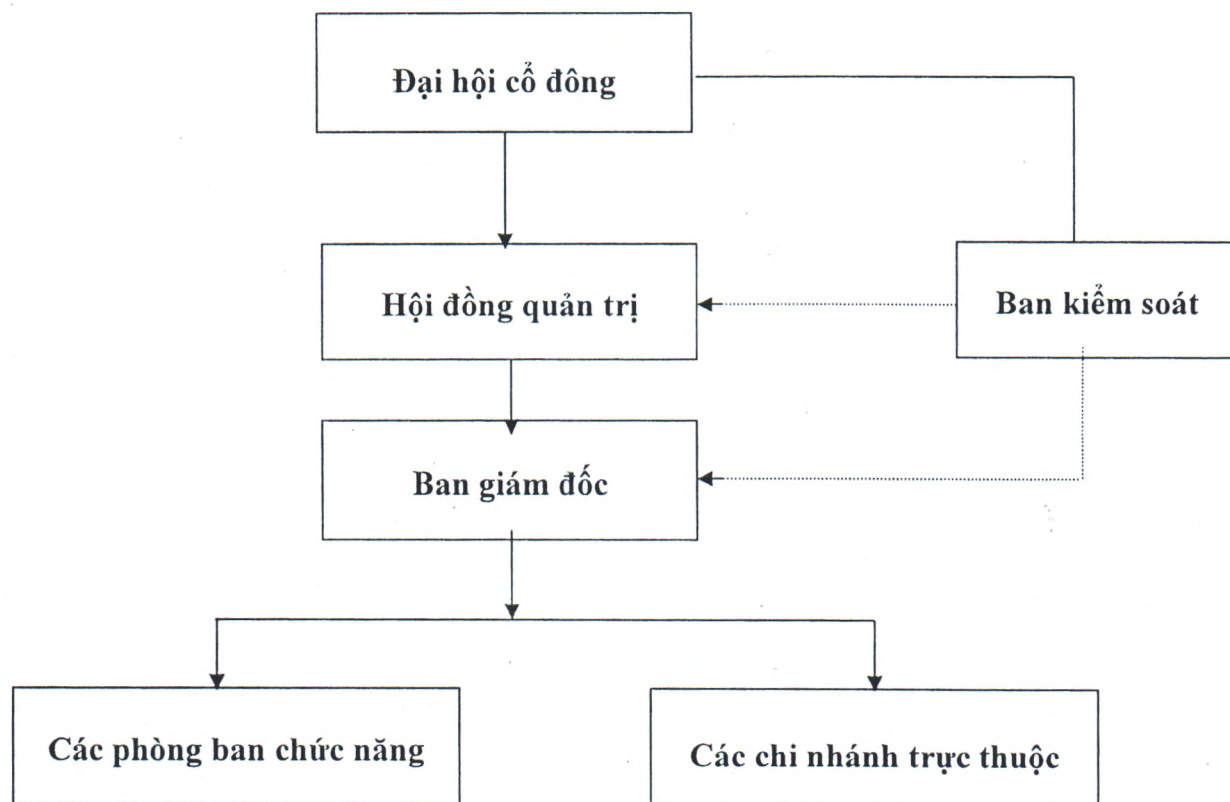 Đại hội cổ đông
Hội đồng quản trị
Ban kiểm soát
Ban giám đốc
Các phòng ban chức năng
Các chi nhánh trực thuộc